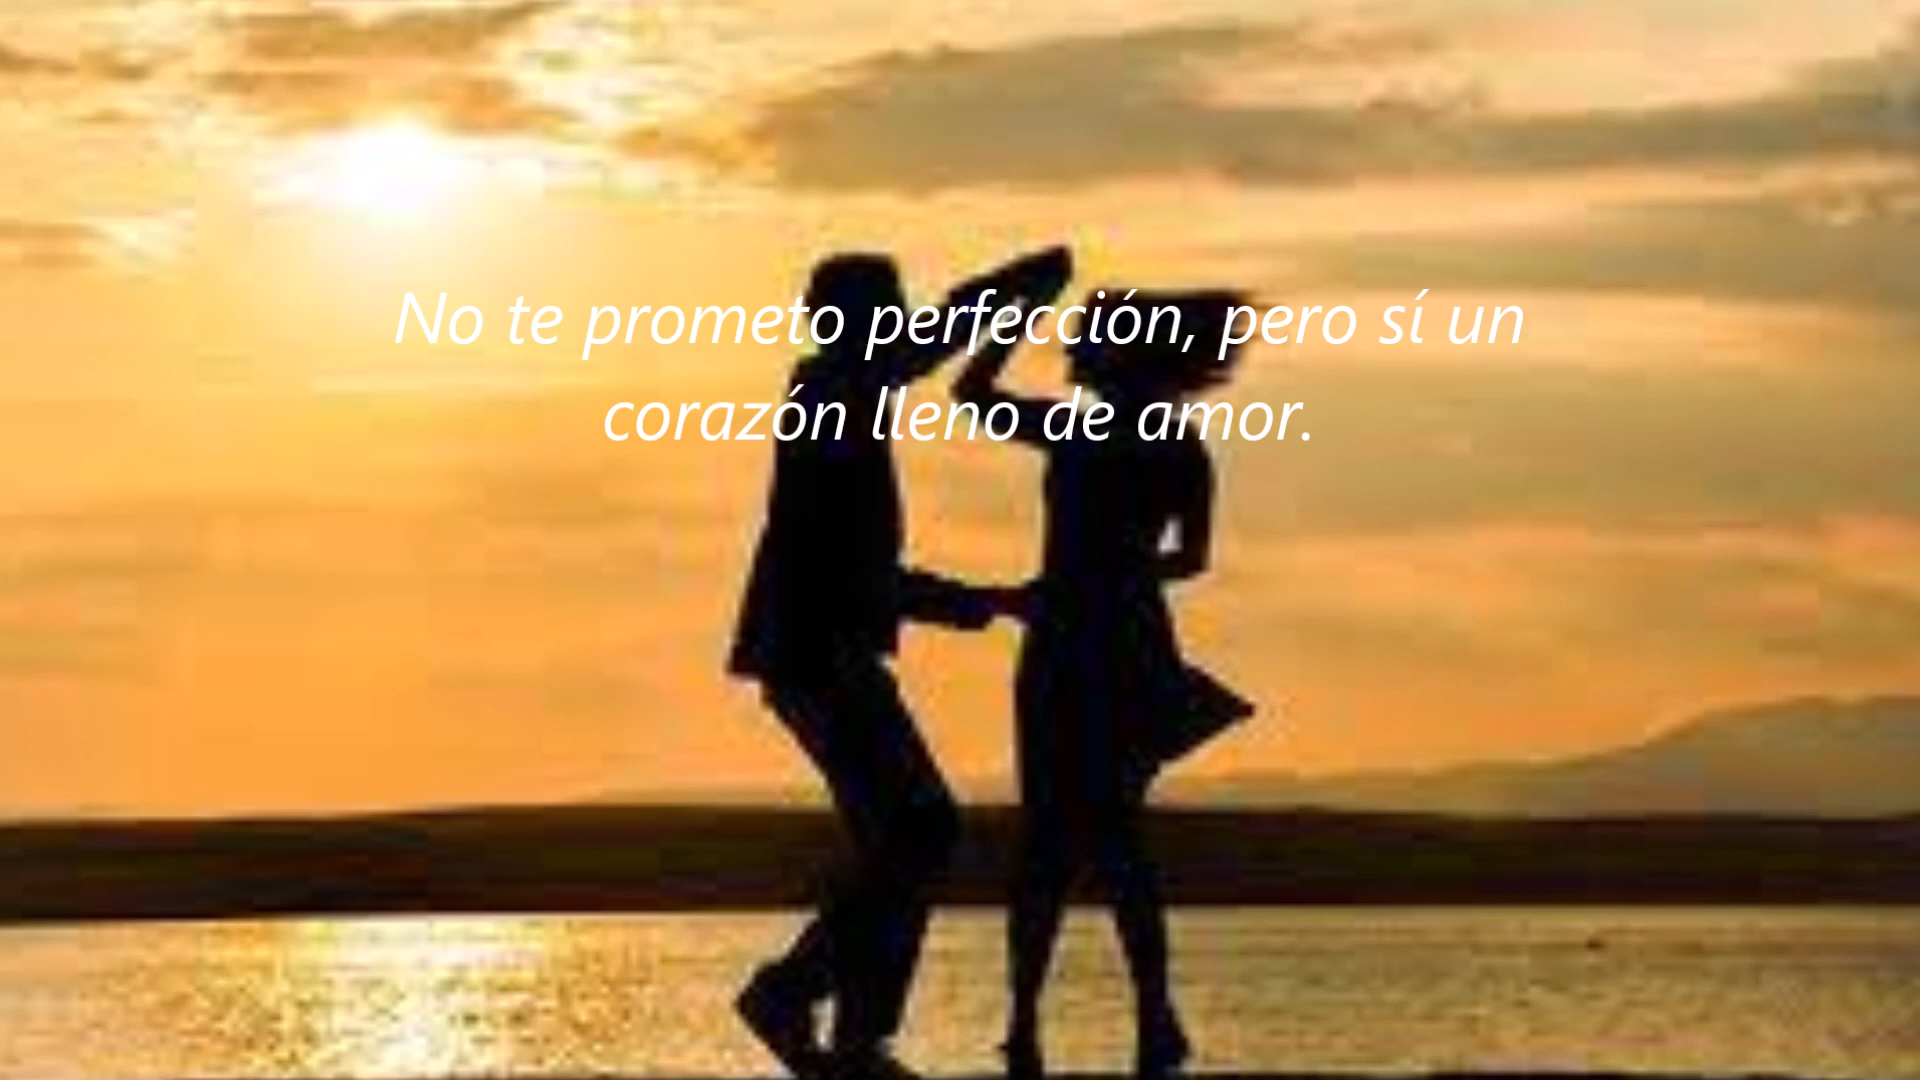 No te prometo perfección, pero sí un
corazón lleno de amor.